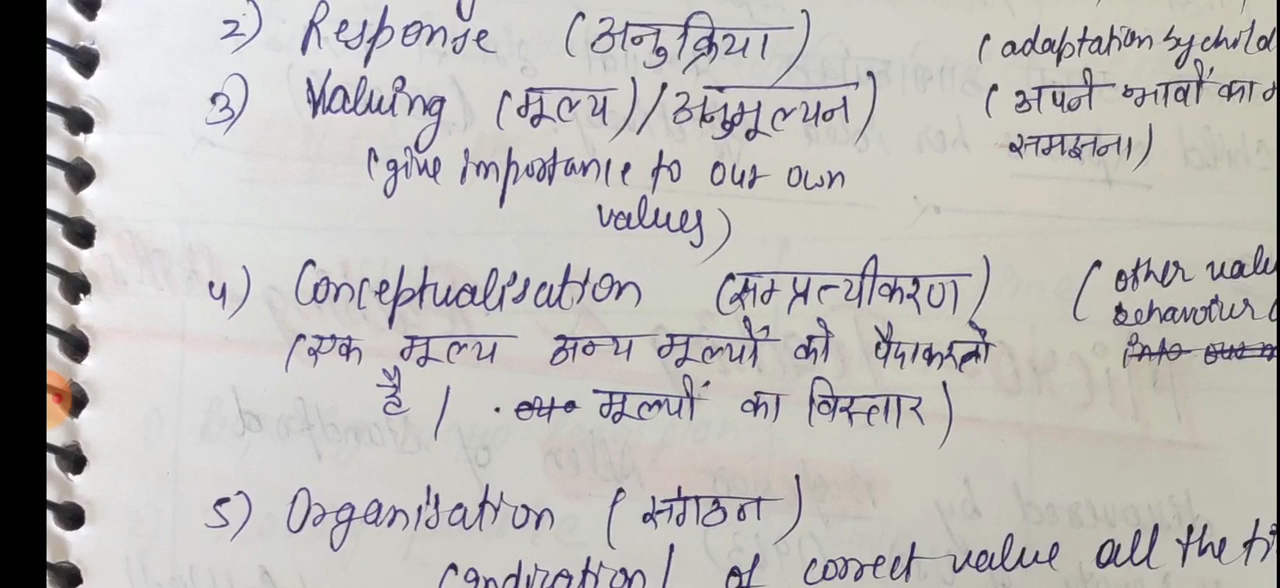 2) Response (अनुक्रिया) (adaptation by child
3) Valuing (मूल्य) / अनुमूल्यन) (अपने भावों का
समझना)
(give importance to our own
values)
4) Conceptualisation (सम्प्रत्यीकरण) (other value
behaviour
(एक मूल्य अन्य मूल्यों को पैदा करतो
है / मूल्यों का विस्तार)
5) Organisation (संगठन)
of correct value all the